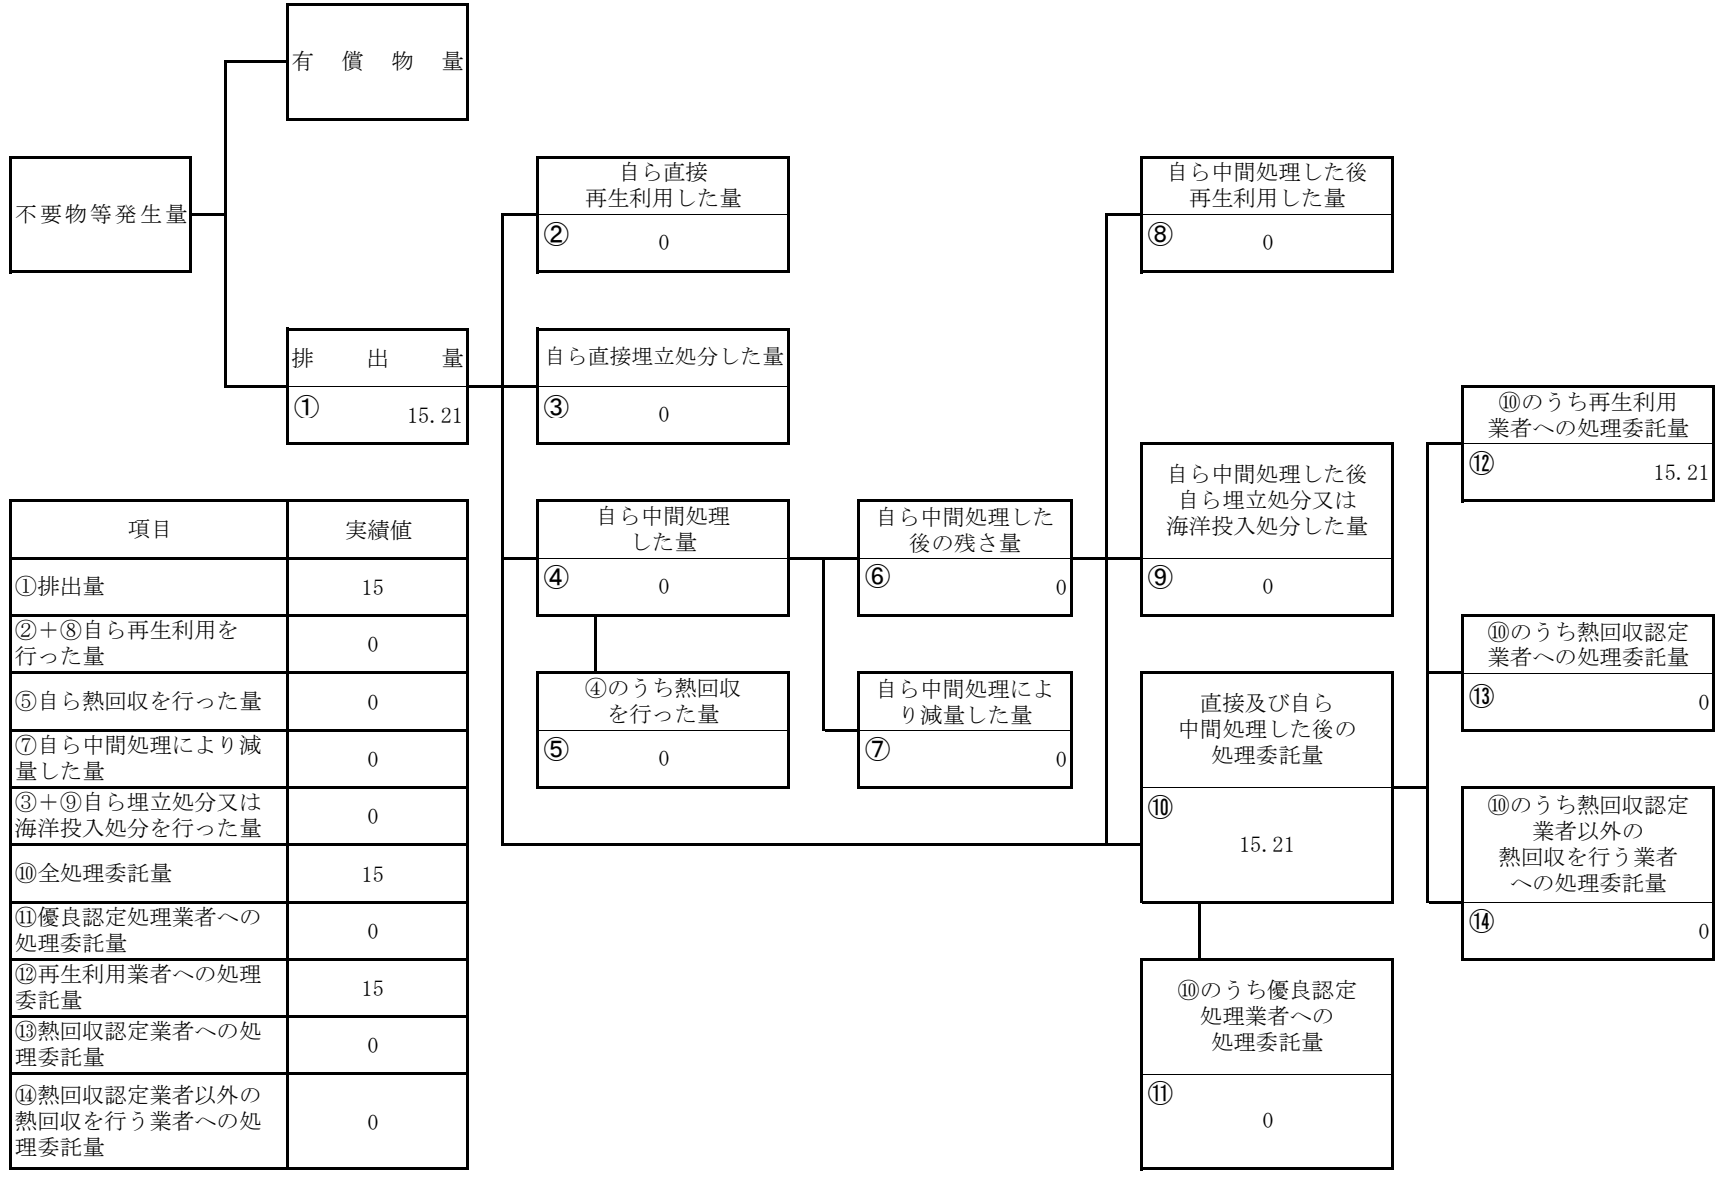 有償物量
不要物等発生量
排出量
① 15.21
自ら直接
再生利用した量
② 0
自ら直接埋立処分した量
③ 0
自ら中間処理
した量
④ 0
④のうち熱回収
を行った量
⑤ 0
自ら中間処理した
後の残さ量
⑥ 0
自ら中間処理によ
り減量した量
⑦ 0
自ら中間処理した後
再生利用した量
⑧ 0
自ら中間処理した後
自ら埋立処分又は
海洋投入処分した量
⑨ 0
直接及び自ら
中間処理した後の
処理委託量
⑩
15.21
⑩のうち優良認定
処理業者への
処理委託量
⑪
0
⑩のうち再生利用
業者への処理委託量
⑫ 15.21
⑩のうち熱回収認定
業者への処理委託量
⑬ 0
⑩のうち熱回収認定
業者以外の
熱回収を行う業者
への処理委託量
⑭ 0
項目 実績値
①排出量 15
②＋⑧自ら再生利用を
行った量 0
⑤自ら熱回収を行った量 0
⑦自ら中間処理により減
量した量 0
③＋⑨自ら埋立処分又は
海洋投入処分を行った量 0
⑩全処理委託量 15
⑪優良認定処理業者への
処理委託量 0
⑫再生利用業者への処理
委託量 15
⑬熱回収認定業者への処
理委託量 0
⑭熱回収認定業者以外の
熱回収を行う業者への処
理委託量 0